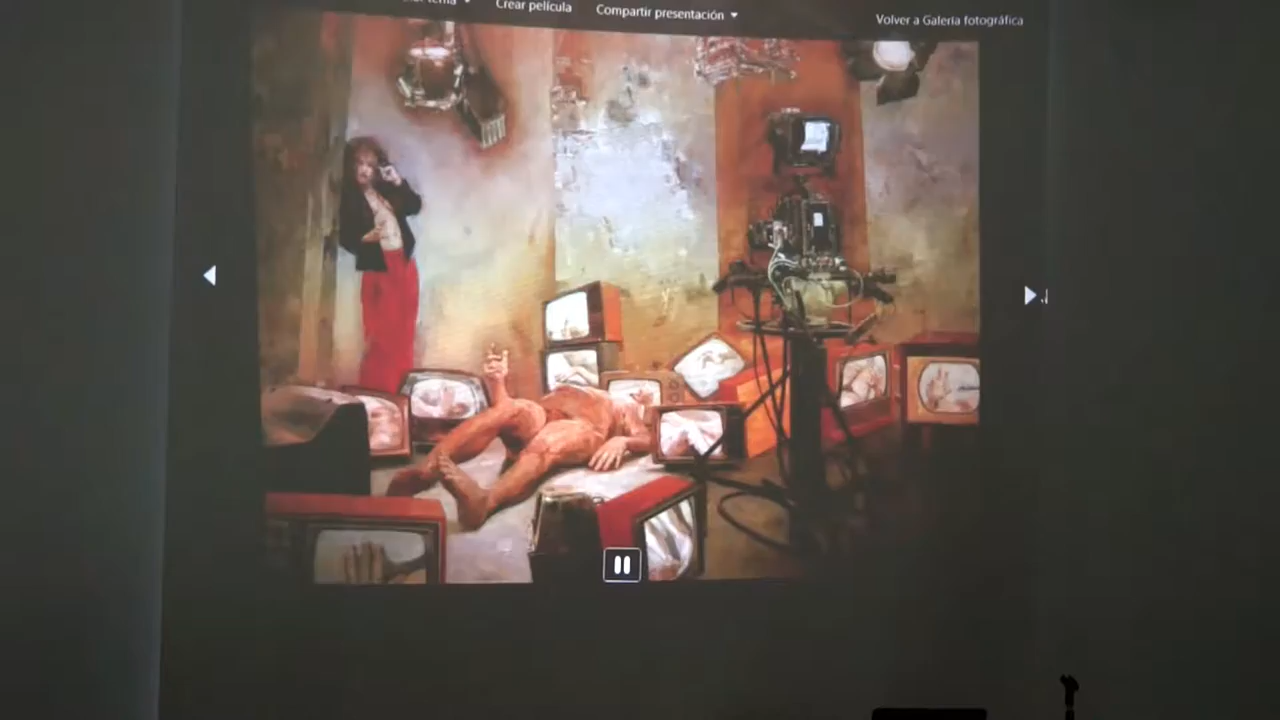 Crear película
Compartir presentación
Volver a Galería fotográfica